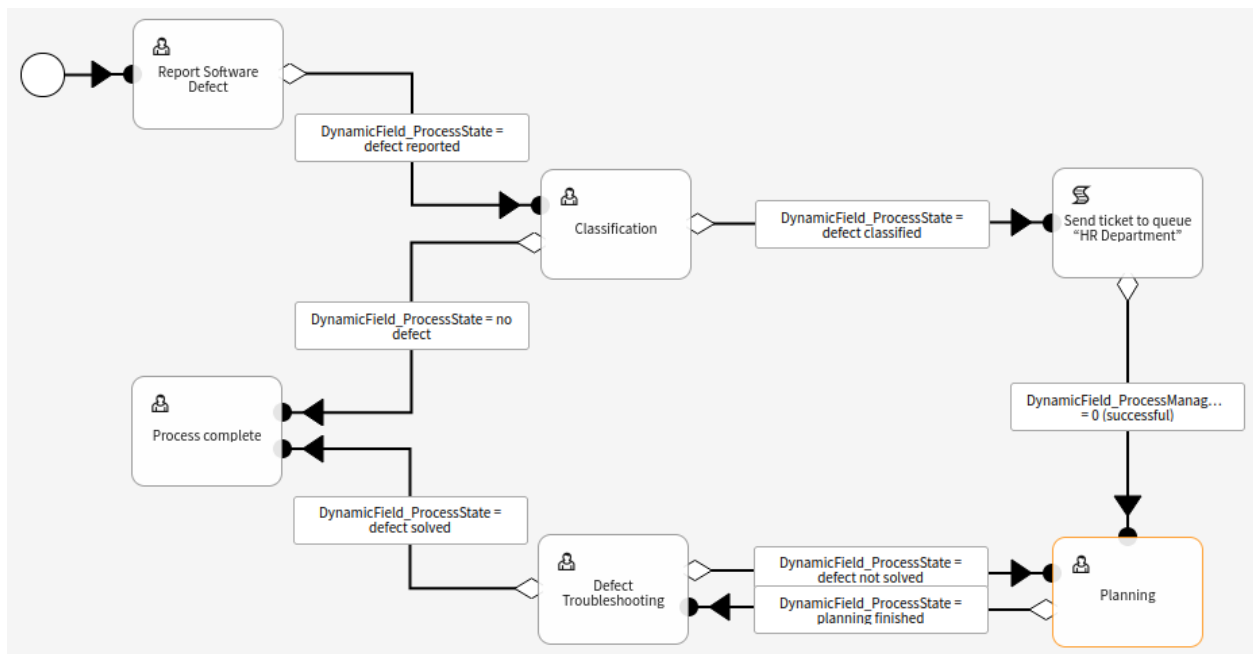 Report Software
Defect
DynamicField_ProcessState =
defect reported
Classification
DynamicField_ProcessState =
defect classified
Send ticket to queue
“HR Department”
DynamicField_ProcessState = no
defect
DynamicField_ProcessManag...
= 0 (successful)
Process complete
DynamicField_ProcessState =
defect solved
Defect
Troubleshooting
DynamicField_ProcessState =
defect not solved
DynamicField_ProcessState =
planning finished
Planning